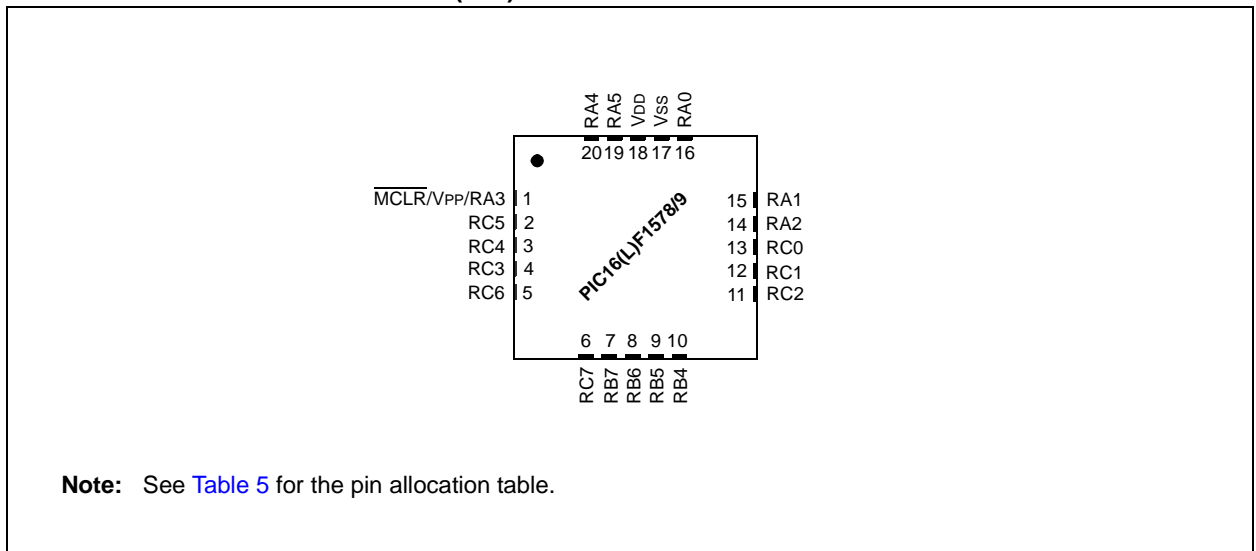 RA4 RA5 VDD VSS RA0
20 19 18 17 16
MCLR/VPP/RA3 1
RC5 2
RC4 3
RC3 4
RC6 5
PIC16(L)F1578/9
15 RA1
14 RA2
13 RC0
12 RC1
11 RC2
6 7 8 9 10
RC7 RB7 RB6 RB5 RB4
Note: See Table 5 for the pin allocation table.